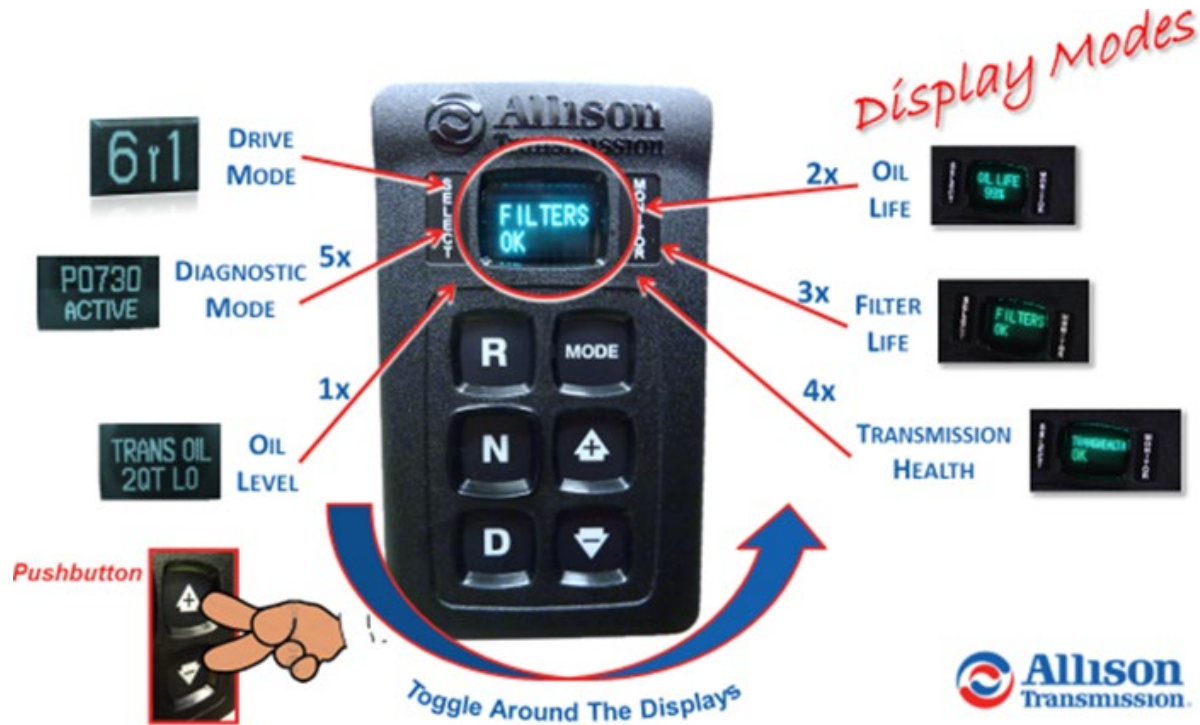 Display Modes
Allison
Transmission
6 1
DRIVE
MODE
SELECT
MONITOR
FILTERS
OK
2x
OIL
LIFE
OIL LIFE
99%
P0730
ACTIVE
DIAGNOSTIC
MODE
5x
3x
FILTER
LIFE
FILTERS
OK
R
MODE
1x
4x
TRANS OIL
2QT LO
OIL
LEVEL
N
TRANSMISSION
HEALTH
OK
D
Pushbutton
Toggle Around The Displays
Allison
Transmission